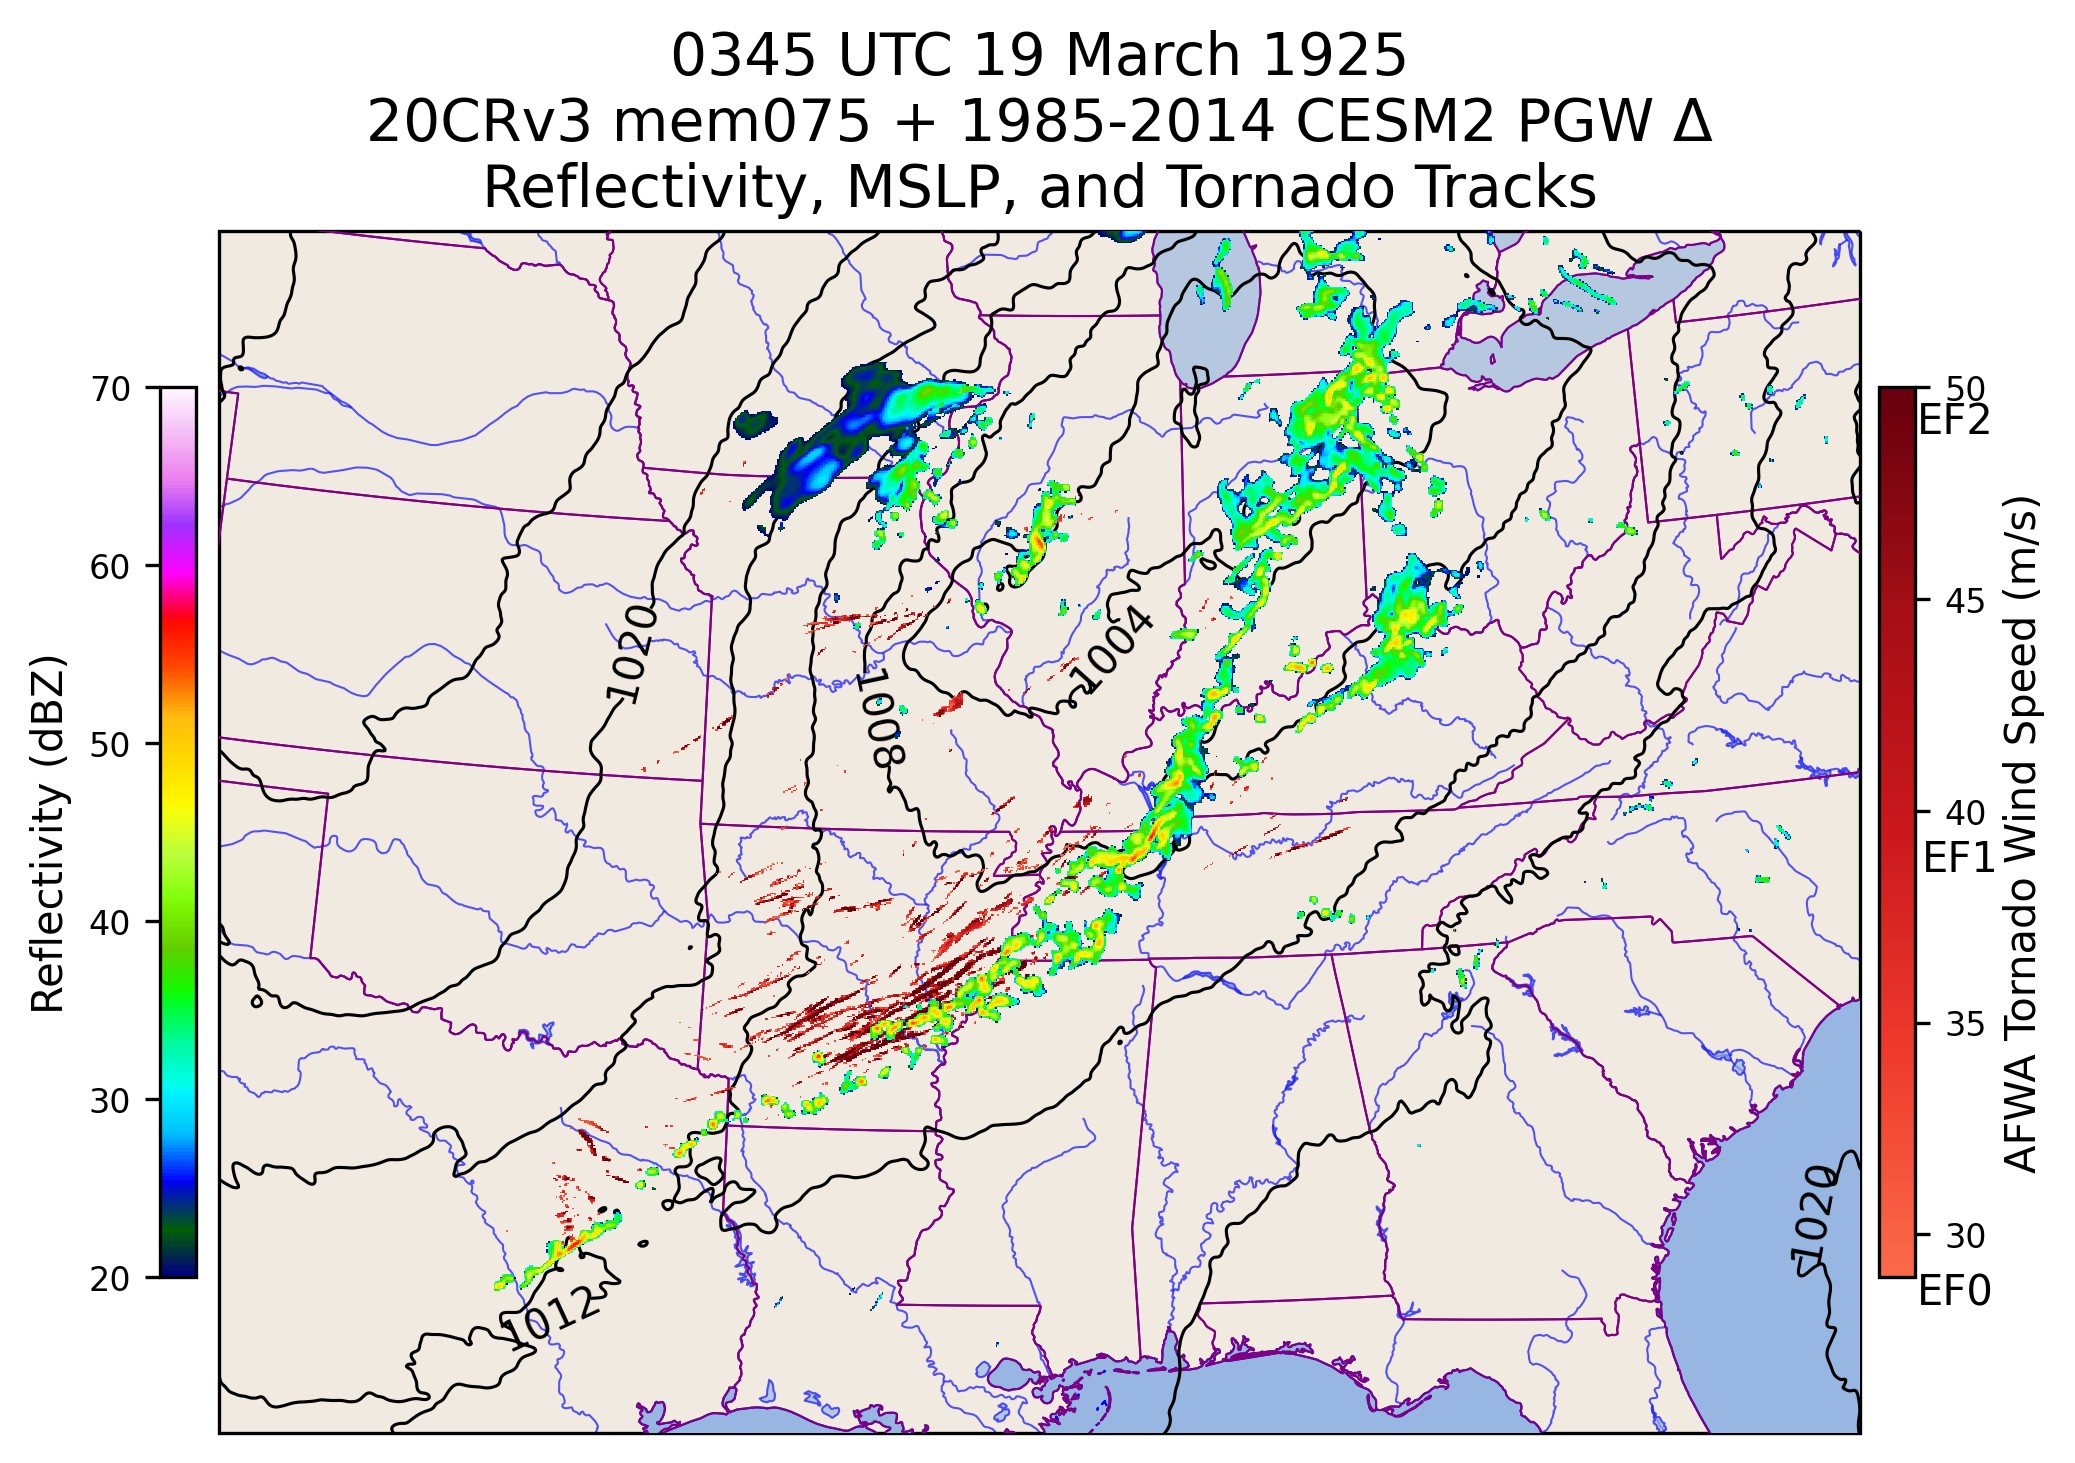 0345 UTC 19 March 1925
20CRv3 mem075 + 1985-2014 CESM2 PGW Δ
Reflectivity, MSLP, and Tornado Tracks
Reflectivity (dBZ)
70
60
50
40
30
20
1020
1008
1004
1012
1020
50
EF2
45
40
EF1
35
30
EF0
AFWA Tornado Wind Speed (m/s)